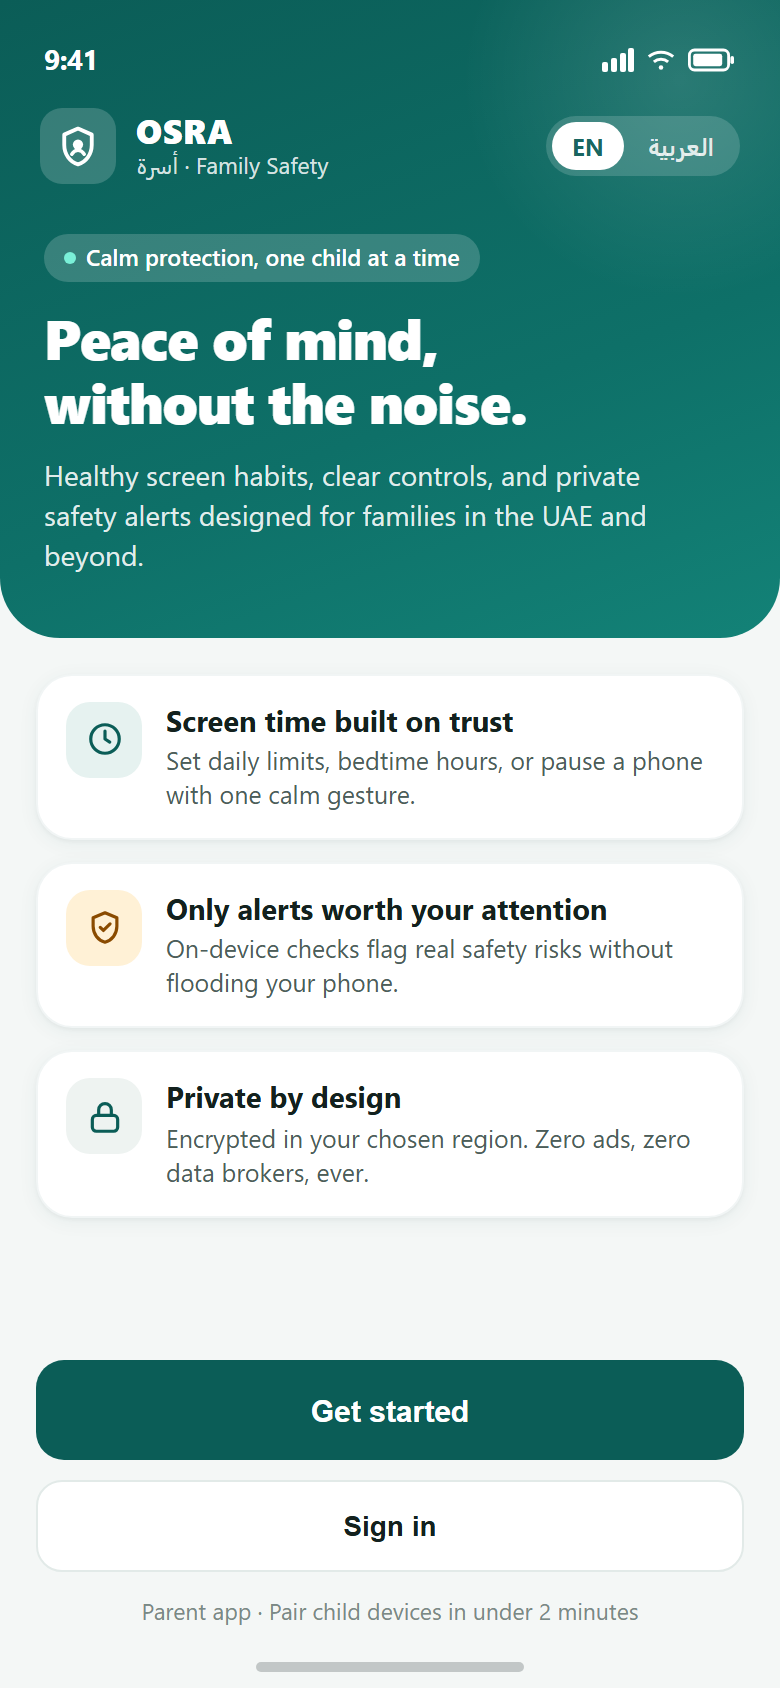 9:41
OSRA
أسرة · Family Safety
EN
العربية
Calm protection, one child at a time
Peace of mind,
without the noise.
Healthy screen habits, clear controls, and private
safety alerts designed for families in the UAE and
beyond.
Screen time built on trust
Set daily limits, bedtime hours, or pause a phone
with one calm gesture.
Only alerts worth your attention
On-device checks flag real safety risks without
flooding your phone.
Private by design
Encrypted in your chosen region. Zero ads, zero
data brokers, ever.
Get started
Sign in
Parent app · Pair child devices in under 2 minutes